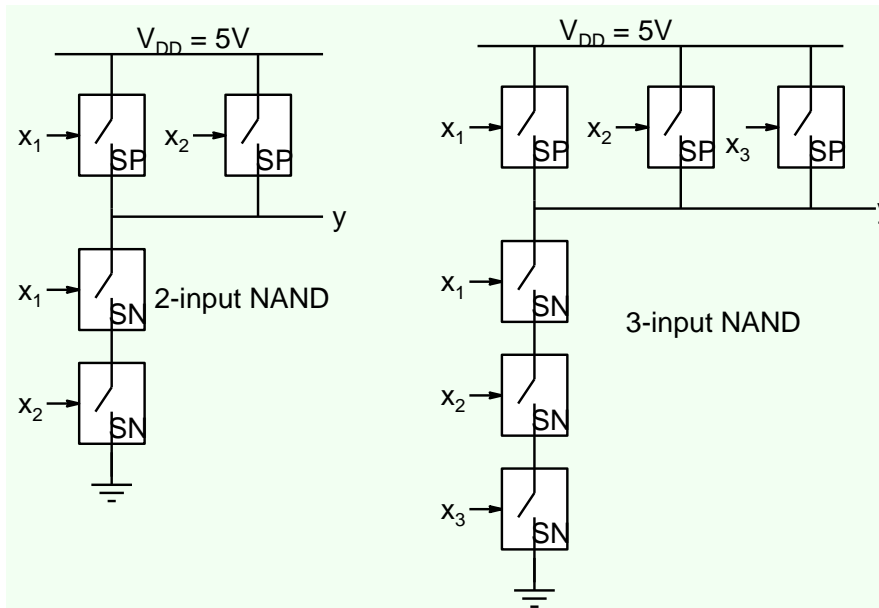 V_DD = 5V
x_1
SP
x_2
SP
y
x_1
SN
2-input NAND
x_2
SN
V_DD = 5V
x_1
SP
x_2
SP
x_3
SP
y
x_1
SN
3-input NAND
x_2
SN
x_3
SN